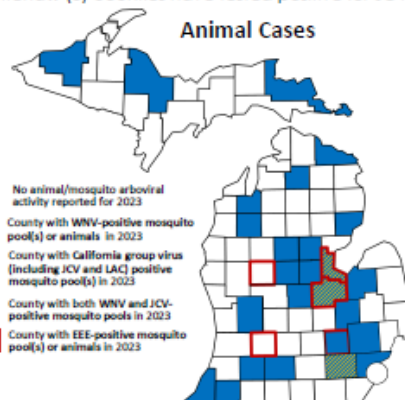 Animal Cases
No animal/mosquito arboviral
activity reported for 2023
County with WNV-positive mosquito
pool(s) or animals in 2023
County with California group virus
(including JCV and LAC) positive
mosquito pool(s) in 2023
County with both WNV and JCV-
positive mosquito pools in 2023
County with EEE-positive mosquito
pool(s) or animals in 2023